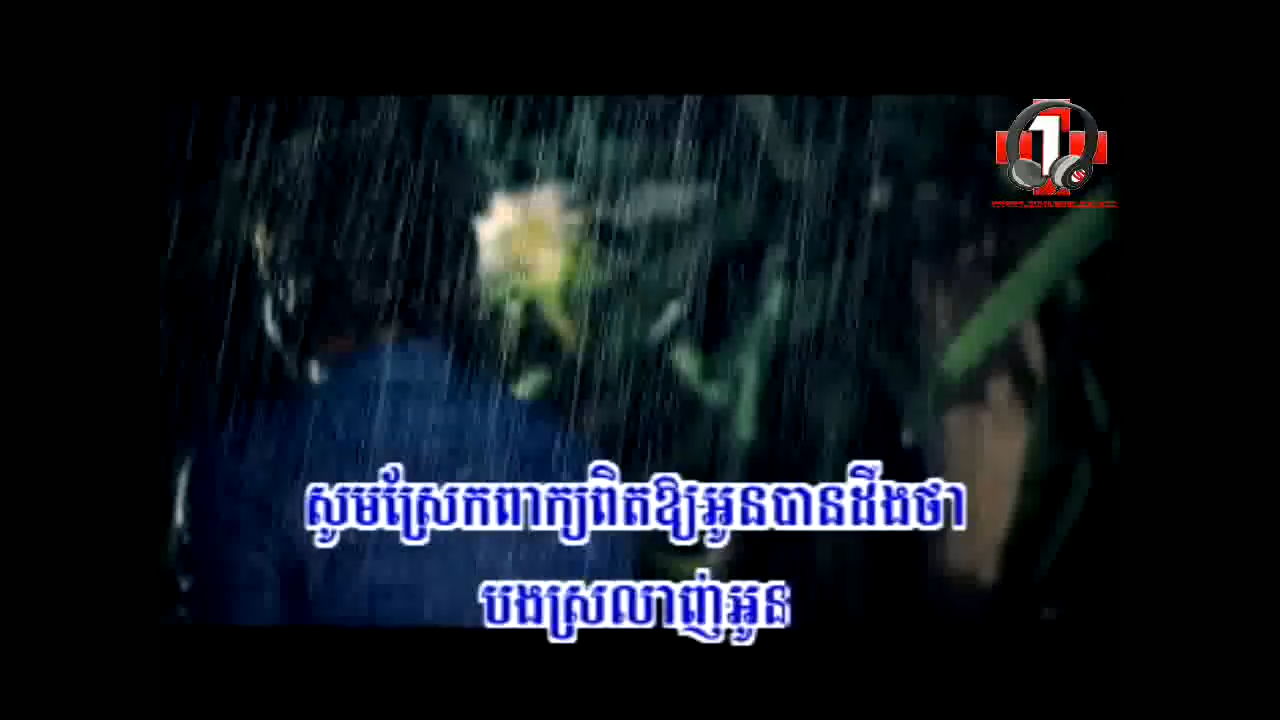 1
សូមស្រែកពាក្យពិតឱ្យអូនបានដឹងថា
បងស្រលាញ់អូន